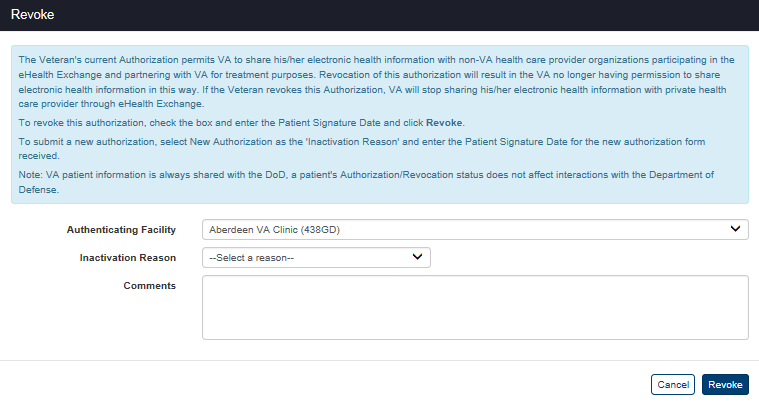 Revoke
The Veteran's current Authorization permits VA to share his/her electronic health information with non-VA health care provider organizations participating in the
eHealth Exchange and partnering with VA for treatment purposes. Revocation of this authorization will result in the VA no longer having permission to share
electronic health information in this way. If the Veteran revokes this Authorization, VA will stop sharing his/her electronic health information with private health
care provider through eHealth Exchange.
To revoke this authorization, check the box and enter the Patient Signature Date and click Revoke.
To submit a new authorization, select New Authorization as the 'Inactivation Reason' and enter the Patient Signature Date for the new authorization form
received.
Note: VA patient information is always shared with the DoD, a patient's Authorization/Revocation status does not affect interactions with the Department of
Defense.
Authenticating Facility Aberdeen VA Clinic (438GD)
Inactivation Reason --Select a reason--
Comments
Cancel Revoke